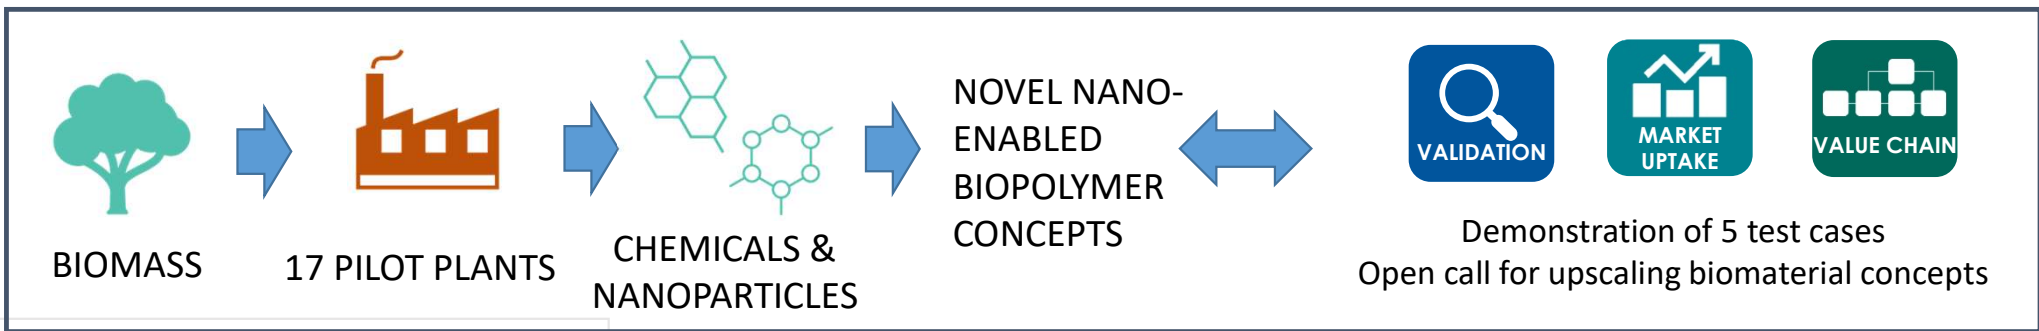 BIOMASS
17 PILOT PLANTS
CHEMICALS &
NANOPARTICLES
NOVEL NANO-
ENABLED
BIOPOLYMER
CONCEPTS
VALIDATION
MARKET
UPTAKE
VALUE CHAIN
Demonstration of 5 test cases
Open call for upscaling biomaterial concepts